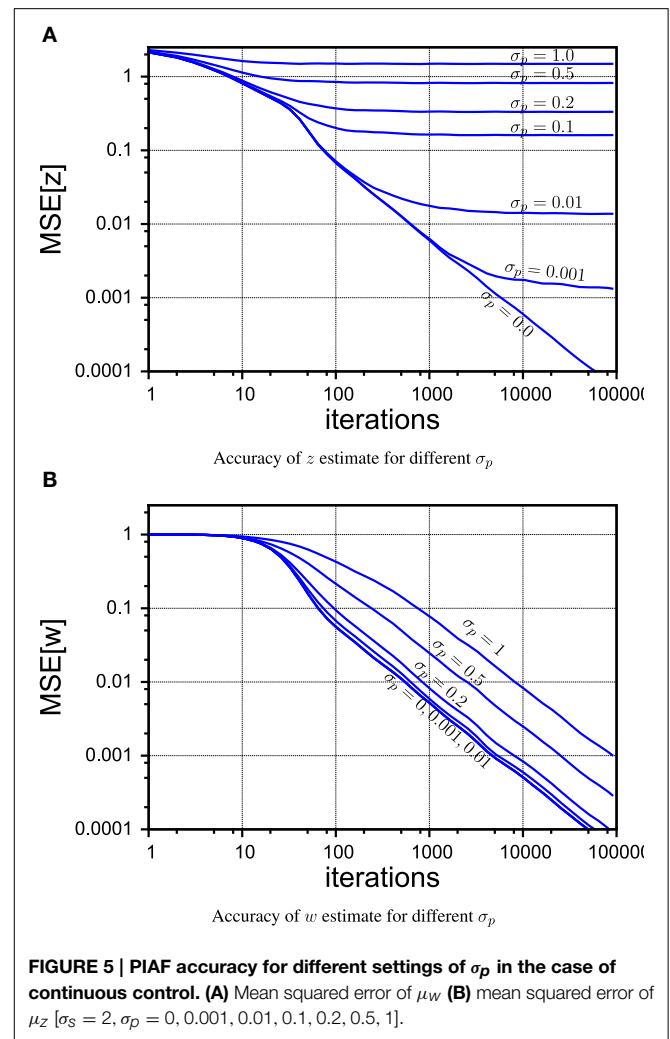 A
MSE[z]
1
0.1
0.01
0.001
0.0001
σp = 1.0
σp = 0.5
σp = 0.2
σp = 0.1
σp = 0.01
σp = 0.001
σp = 0.0
1 10 100 1000 10000 100000
iterations
Accuracy of z estimate for different σp
B
MSE[w]
1
0.1
0.01
0.001
0.0001
σp = 1
σp = 0.5
σp = 0.2
σp = 0, 0.001, 0.01
1 10 100 1000 10000 100000
iterations
Accuracy of w estimate for different σp
FIGURE 5 | PIAF accuracy for different settings of σp in the case of
continuous control. (A) Mean squared error of μw (B) mean squared error of
μz [σs = 2, σp = 0, 0.001, 0.01, 0.1, 0.2, 0.5, 1].